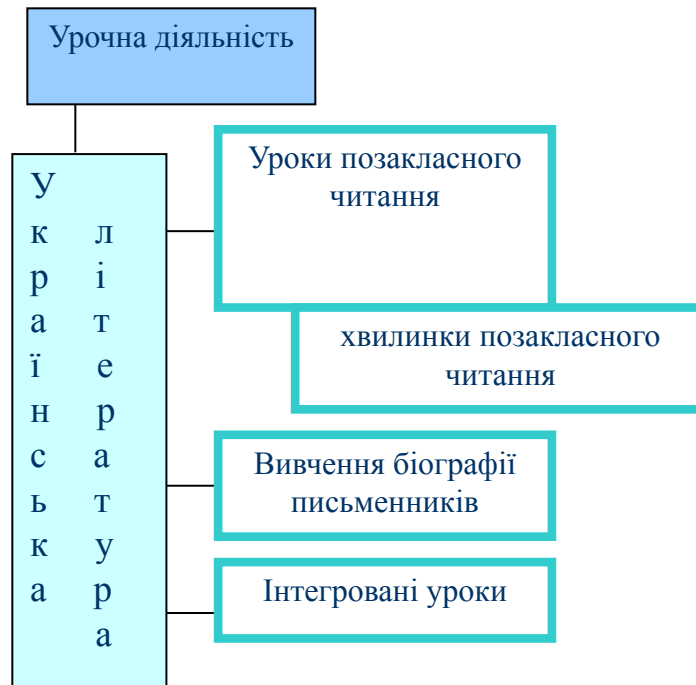 Урочна діяльність
Українська
література
Уроки позакласного
читання
хвилинки позакласного
читання
Вивчення біографії
письменників
Інтегровані уроки